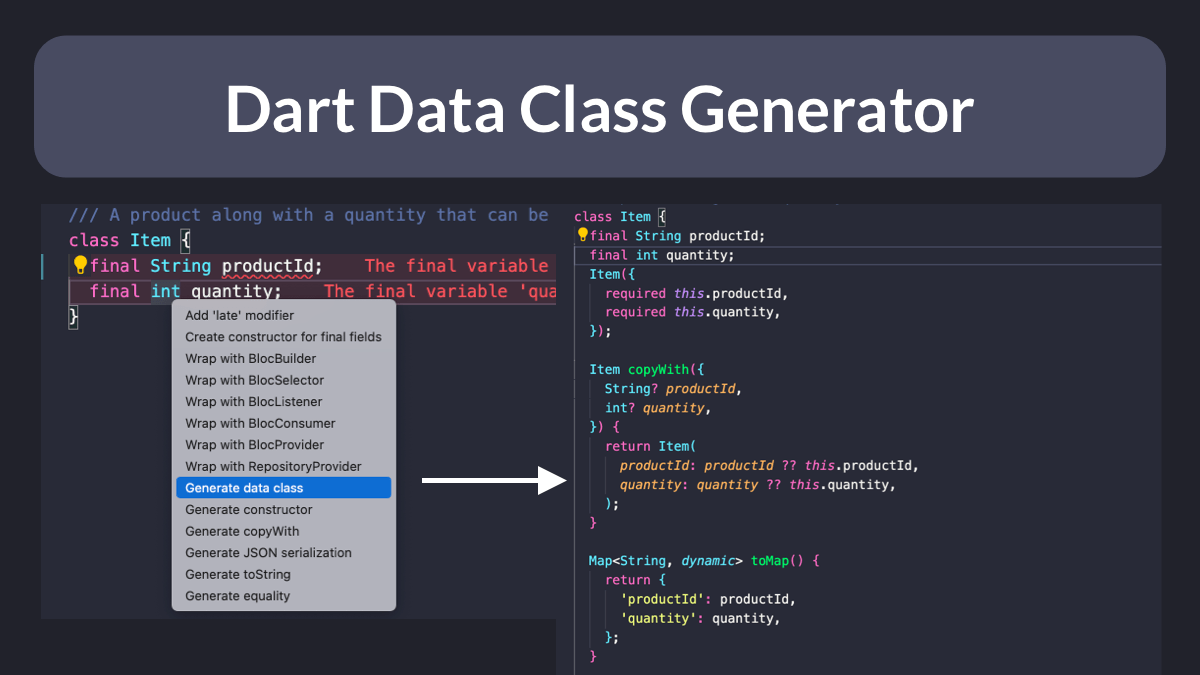 Dart Data Class Generator
/// A product along with a quantity that can be
class Item {
final String productId; The final variable
final int quantity; The final variable 'qua
}
Add 'late' modifier
Create constructor for final fields
Wrap with BlocBuilder
Wrap with BlocSelector
Wrap with BlocListener
Wrap with BlocConsumer
Wrap with BlocProvider
Wrap with RepositoryProvider
Generate data class
Generate constructor
Generate copyWith
Generate JSON serialization
Generate toString
Generate equality
class Item {
final String productId;
final int quantity;
Item({
required this.productId,
required this.quantity,
});
Item copyWith({
String? productId,
int? quantity,
}) {
return Item(
productId: productId ?? this.productId,
quantity: quantity ?? this.quantity,
);
}
Map<String, dynamic> toMap() {
return {
'productId': productId,
'quantity': quantity,
};
}